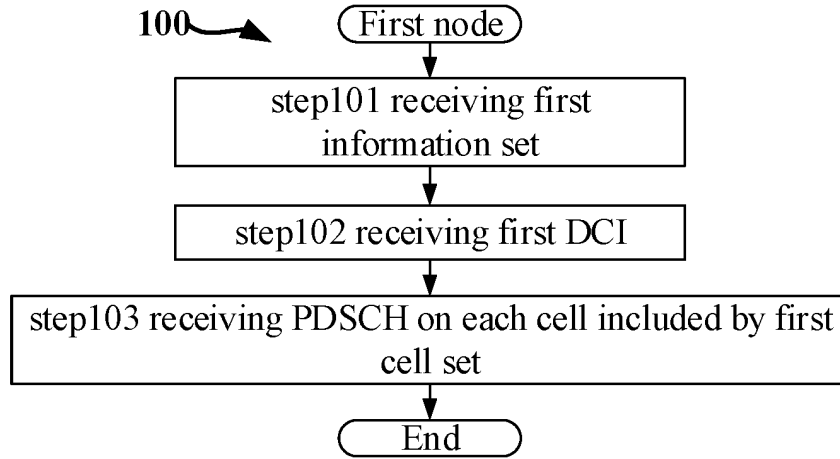 100
First node
step101 receiving first
information set
step102 receiving first DCI
step103 receiving PDSCH on each cell included by first
cell set
End